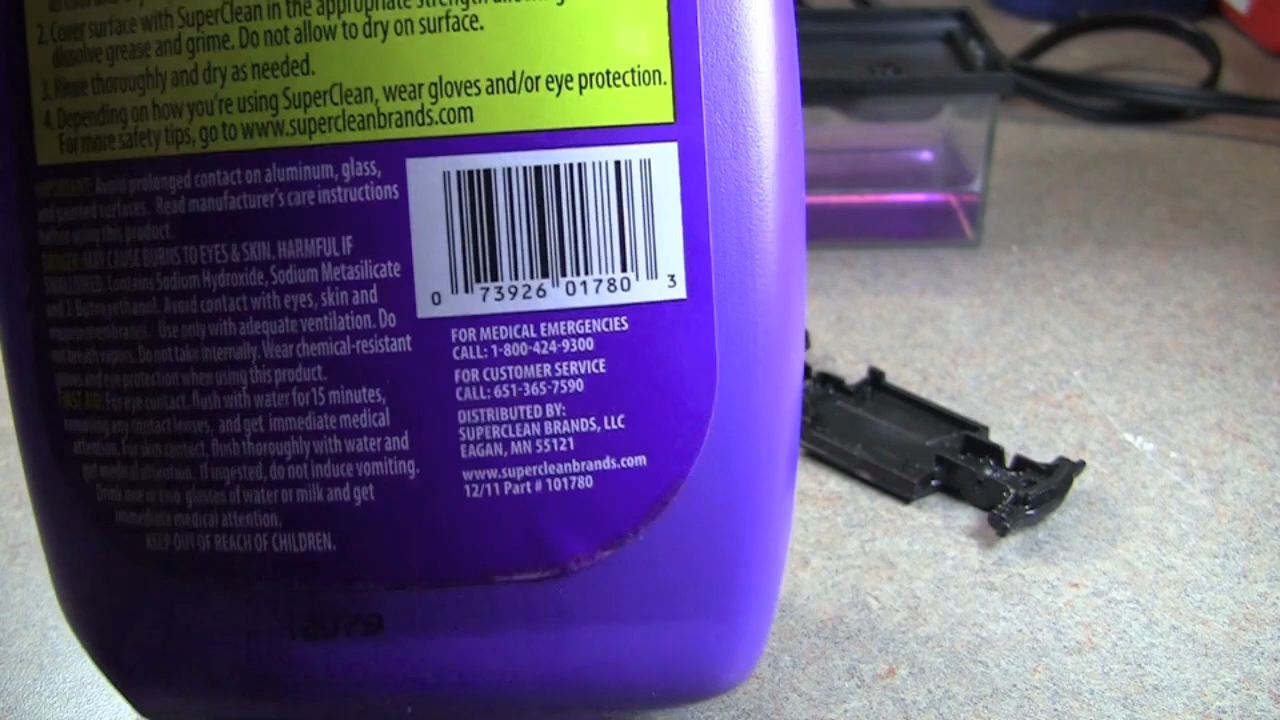 2. Cover surface with SuperClean in the appropriate strength allowing
dissolve grease and grime. Do not allow to dry on surface.
3. Rinse thoroughly and dry as needed.
4. Depending on how you're using SuperClean, wear gloves and/or eye protection.
For more safety tips, go to www.supercleanbrands.com
IMPORTANT: Avoid prolonged contact on aluminum, glass,
and painted surfaces. Read manufacturer's care instructions
before using this product.
DANGER: MAY CAUSE BURNS TO EYES & SKIN. HARMFUL IF
SWALLOWED. Contains Sodium Hydroxide, Sodium Metasilicate
and 2-Butoxyethanol. Avoid contact with eyes, skin and
mucous membranes. Use only with adequate ventilation. Do
not breath vapors. Do not take internally. Wear chemical-resistant
gloves and eye protection when using this product.
FIRST AID: For eye contact, flush with water for 15 minutes,
removing any contact lenses, and get immediate medical
attention. For skin contact, flush thoroughly with water and
get medical attention. If ingested, do not induce vomiting.
Drink one or two glasses of water or milk and get
immediate medical attention.
KEEP OUT OF REACH OF CHILDREN.
0 73926 01780 3
FOR MEDICAL EMERGENCIES
CALL: 1-800-424-9300
FOR CUSTOMER SERVICE
CALL: 651-365-7590
DISTRIBUTED BY:
SUPERCLEAN BRANDS, LLC
EAGAN, MN 55121
www.supercleanbrands.com
12/11 Part # 101780